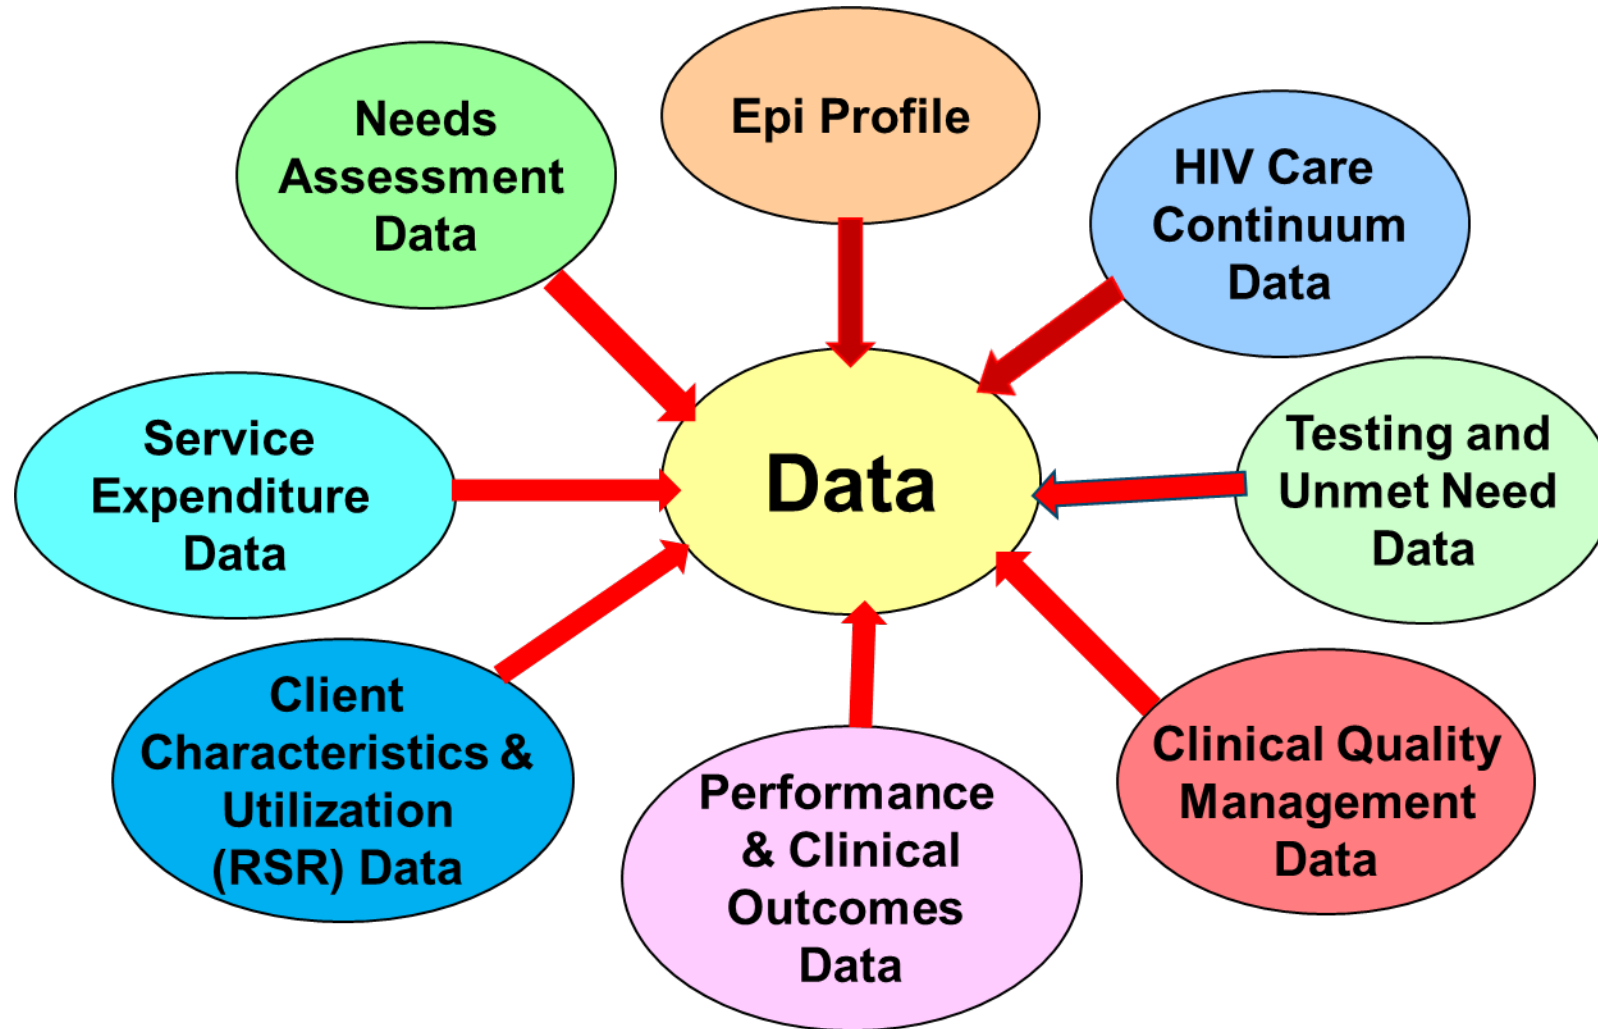 Needs
Assessment
Data
Epi Profile
HIV Care
Continuum
Data
Service
Expenditure
Data
Data
Testing and
Unmet Need
Data
Client
Characteristics &
Utilization
(RSR) Data
Performance
& Clinical
Outcomes
Data
Clinical Quality
Management
Data